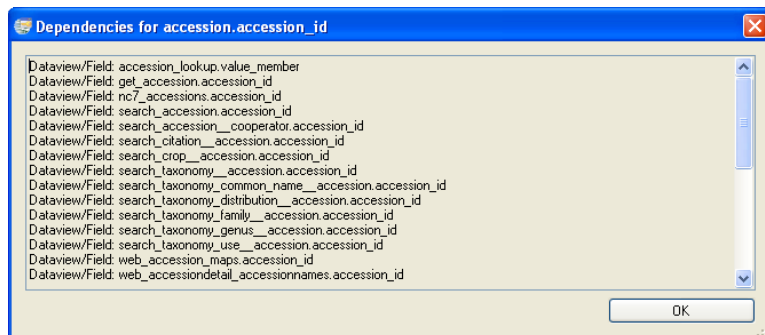 Dependencies for accession.accession_id
Dataview/Field: accession_lookup.value_member
Dataview/Field: get_accession.accession_id
Dataview/Field: nc7_accessions.accession_id
Dataview/Field: search_accession.accession_id
Dataview/Field: search_accession__cooperator.accession_id
Dataview/Field: search_citation__accession.accession_id
Dataview/Field: search_crop__accession.accession_id
Dataview/Field: search_taxonomy__accession.accession_id
Dataview/Field: search_taxonomy_common_name__accession.accession_id
Dataview/Field: search_taxonomy_distribution__accession.accession_id
Dataview/Field: search_taxonomy_family__accession.accession_id
Dataview/Field: search_taxonomy_genus__accession.accession_id
Dataview/Field: search_taxonomy_use__accession.accession_id
Dataview/Field: web_accession_maps.accession_id
Dataview/Field: web_accessiondetail_accessionnames.accession_id
OK